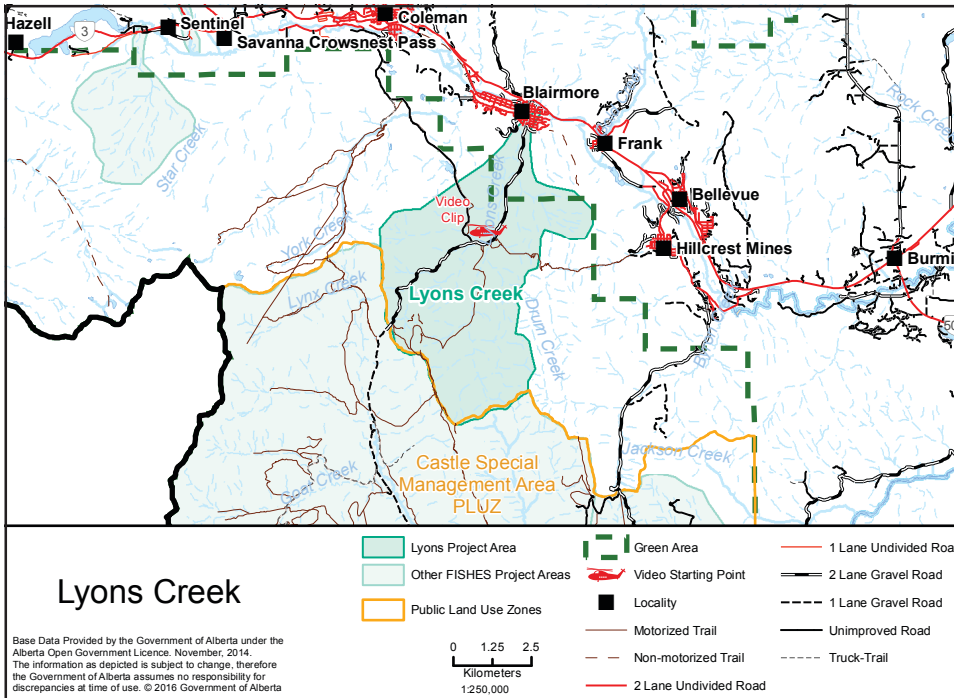 Hazell
3
Sentinel
Savanna Crowsnest Pass
Coleman
Blairmore
Frank
Bellevue
Hillcrest Mines
Burmi
Rock Creek
Star Creek
York Creek
Lynx Creek
Video
Clip
Lyons Creek
Lyons Creek
Drum Creek
Goat Creek
Jackson Creek
50
Castle Special
Management Area
PLUZ
Lyons Creek
Base Data Provided by the Government of Alberta under the
Alberta Open Government Licence. November, 2014.
The information as depicted is subject to change, therefore
the Government of Alberta assumes no responsibility for
discrepancies at time of use. © 2016 Government of Alberta
Lyons Project Area
Other FISHES Project Areas
Public Land Use Zones
0 1.25 2.5
Kilometers
1:250,000
Green Area
Video Starting Point
Locality
Motorized Trail
Non-motorized Trail
2 Lane Undivided Road
1 Lane Undivided Roa
2 Lane Gravel Road
1 Lane Gravel Road
Unimproved Road
Truck-Trail